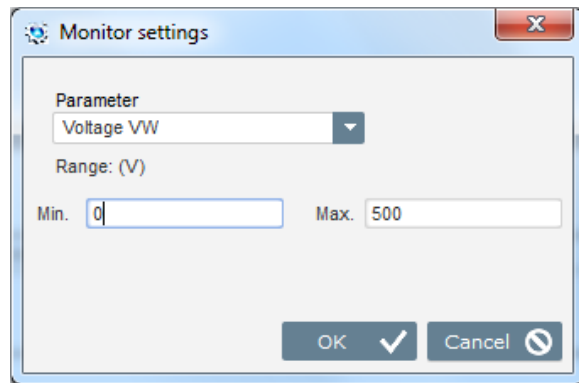 Monitor settings
Parameter
Voltage VW
Range: (V)
Min. 0 Max. 500
OK Cancel